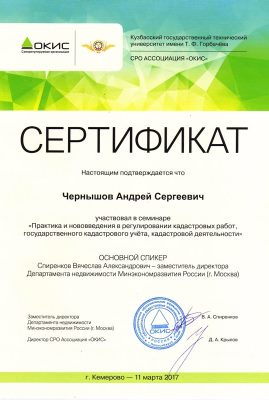 ОКИС
Саморегулируемая организация
Кузбасский государственный технический
университет имени Т. Ф. Горбачёва
СРО АССОЦИАЦИЯ «ОКИС»
СЕРТИФИКАТ
Настоящим подтверждается что
Чернышов Андрей Сергеевич
участвовал в семинаре
«Практика и нововведения в регулировании кадастровых работ,
государственного кадастрового учёта, кадастровой деятельности»
ОСНОВНОЙ СПИКЕР
Спиренков Вячеслав Александрович – заместитель директора
Департамента недвижимости Минэкономразвития России (г. Москва)
Заместитель директора
Департамента недвижимости
Минэкономразвития России (г. Москва)
В. А. Спиренков
Директор СРО Ассоциация «ОКИС»
Д. А. Крылов
ОКИС
г. Кемерово — 11 марта 2017